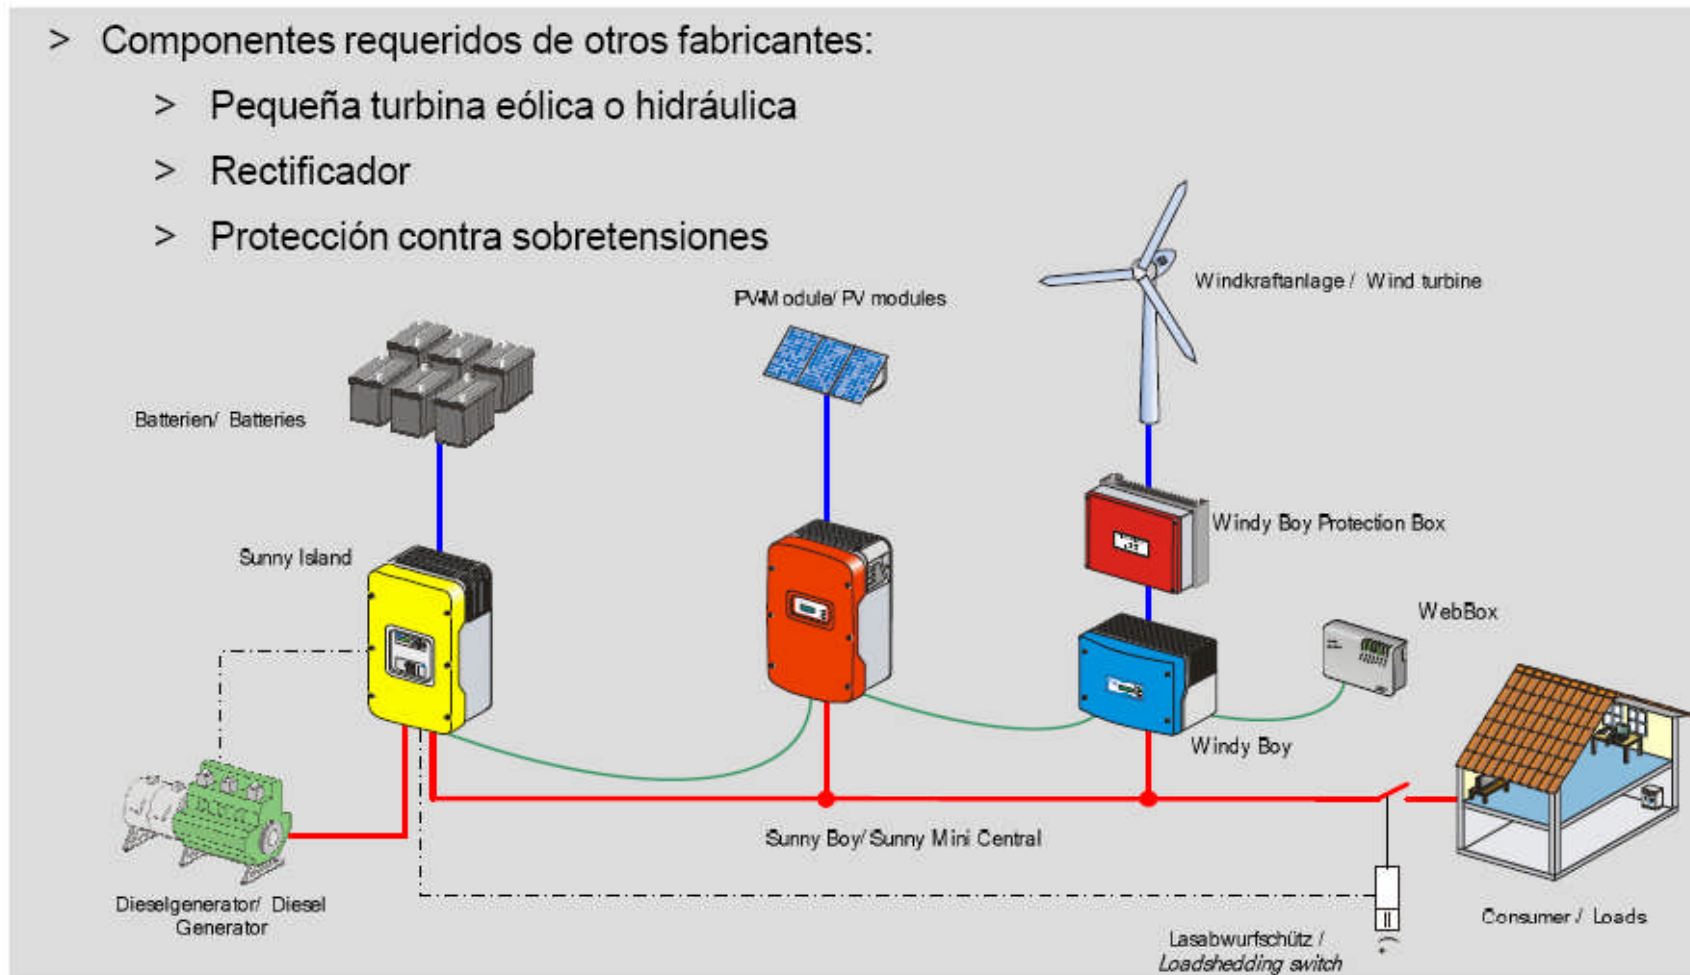 > Componentes requeridos de otros fabricantes:
> Pequeña turbina eólica o hidráulica
> Rectificador
> Protección contra sobretensiones
Windkraftanlage / Wind turbine
PV-Module/ PV modules
Batterien/ Batteries
Windy Boy Protection Box
Sunny Island
WebBox
Windy Boy
Sunny Boy/ Sunny Mini Central
Dieselgenerator/ Diesel
Generator
Consumer / Loads
Lasabwurfschütz /
Loadshedding switch